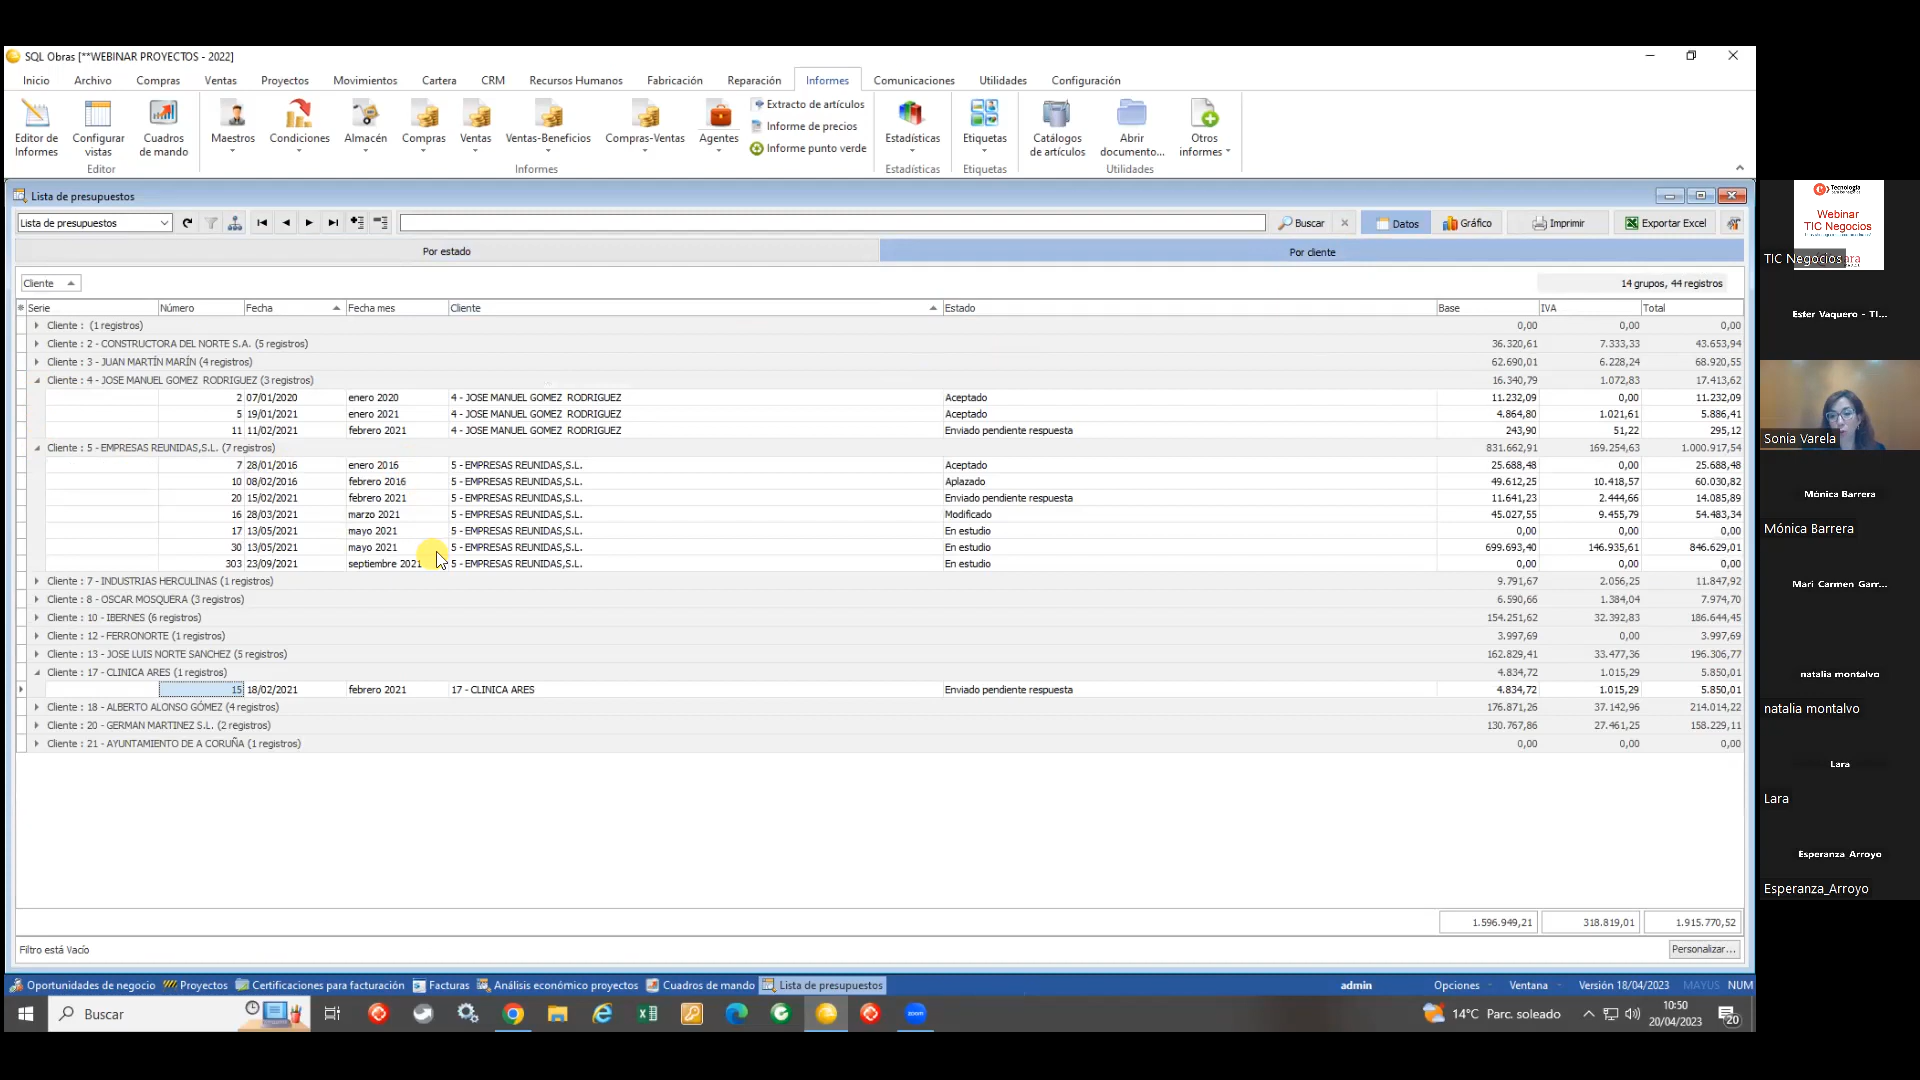 SQL Obras [**WEBINAR PROYECTOS - 2022]
Inicio Archivo Compras Ventas Proyectos Movimientos Cartera CRM Recursos Humanos Fabricación Reparación Informes Comunicaciones Utilidades Configuración
Editor de Informes Configurar vistas Cuadros de mando Maestros Condiciones Almacén Compras Ventas Ventas-Beneficios Compras-Ventas Agentes Extracto de artículos Estadísticas Etiquetas Catálogos de artículos Abrir documento... Otros informes
Informe de precios
Informe punto verde
Editor Informes Estadísticas Etiquetas Utilidades
Lista de presupuestos
Lista de presupuestos Buscar Datos Gráfico Imprimir Exportar Excel
Por estado Por cliente
Cliente 14 grupos, 44 registros
Serie Número Fecha Fecha mes Cliente Estado Base IVA Total
Cliente : (1 registros) 0,00 0,00 0,00
Cliente : 2 - CONSTRUCTORA DEL NORTE S.A. (5 registros) 36.320,61 7.333,33 43.653,94
Cliente : 3 - JUAN MARTÍN MARÍN (4 registros) 62.690,01 6.228,24 68.920,55
Cliente : 4 - JOSE MANUEL GOMEZ RODRIGUEZ (3 registros) 16.340,79 1.072,83 17.413,62
2 07/01/2020 enero 2020 4 - JOSE MANUEL GOMEZ RODRIGUEZ Aceptado 11.232,09 0,00 11.232,09
5 19/01/2021 enero 2021 4 - JOSE MANUEL GOMEZ RODRIGUEZ Aceptado 4.864,80 1.021,61 5.886,41
11 11/02/2021 febrero 2021 4 - JOSE MANUEL GOMEZ RODRIGUEZ Enviado pendiente respuesta 243,90 51,22 295,12
Cliente : 5 - EMPRESAS REUNIDAS,S.L. (7 registros) 831.662,91 169.254,63 1.000.917,54
7 28/01/2016 enero 2016 5 - EMPRESAS REUNIDAS,S.L. Aceptado 25.688,48 0,00 25.688,48
10 08/02/2016 febrero 2016 5 - EMPRESAS REUNIDAS,S.L. Aplazado 49.612,25 10.418,57 60.030,82
20 15/02/2021 febrero 2021 5 - EMPRESAS REUNIDAS,S.L. Enviado pendiente respuesta 11.641,23 2.444,66 14.085,89
16 28/03/2021 marzo 2021 5 - EMPRESAS REUNIDAS,S.L. Modificado 45.027,55 9.455,79 54.483,34
17 13/05/2021 mayo 2021 5 - EMPRESAS REUNIDAS,S.L. En estudio 0,00 0,00 0,00
30 13/05/2021 mayo 2021 5 - EMPRESAS REUNIDAS,S.L. En estudio 699.693,40 146.935,61 846.629,01
303 23/09/2021 septiembre 2021 5 - EMPRESAS REUNIDAS,S.L. En estudio 0,00 0,00 0,00
Cliente : 7 - INDUSTRIAS HERCULINAS (1 registros) 9.791,67 2.056,25 11.847,92
Cliente : 8 - OSCAR MOSQUERA (3 registros) 6.590,66 1.384,04 7.974,70
Cliente : 10 - IBERNES (6 registros) 154.251,62 32.392,83 186.644,45
Cliente : 12 - FERRONORTE (1 registros) 3.997,69 0,00 3.997,69
Cliente : 13 - JOSE LUIS NORTE SANCHEZ (5 registros) 162.829,41 33.477,36 196.306,77
Cliente : 17 - CLINICA ARES (1 registros) 4.834,72 1.015,29 5.850,01
15 18/02/2021 febrero 2021 17 - CLINICA ARES Enviado pendiente respuesta 4.834,72 1.015,29 5.850,01
Cliente : 18 - ALBERTO ALONSO GÓMEZ (4 registros) 176.871,26 37.142,96 214.014,22
Cliente : 20 - GERMAN MARTINEZ S.L. (2 registros) 130.767,86 27.461,25 158.229,11
Cliente : 21 - AYUNTAMIENTO DE A CORUÑA (1 registros) 0,00 0,00 0,00
1.596.949,21 318.819,01 1.915.770,52
Filtro está Vacío Personalizar...
Oportunidades de negocio Proyectos Certificaciones para facturación Facturas Análisis económico proyectos Cuadros de mando Lista de presupuestos admin Opciones Ventana Versión 18/04/2023 MAYUS NUM
Buscar 14°C Parc. soleado 10:50
20/04/2023 20
Tecnología
Webinar
TIC Negocios
TIC Negocios
Ester Vaquero - TI...
Sonia Varela
Mónica Barrera
Mónica Barrera
Mari Carmen Garr...
natalia montalvo
natalia montalvo
Lara
Lara
Esperanza Arroyo
Esperanza_Arroyo